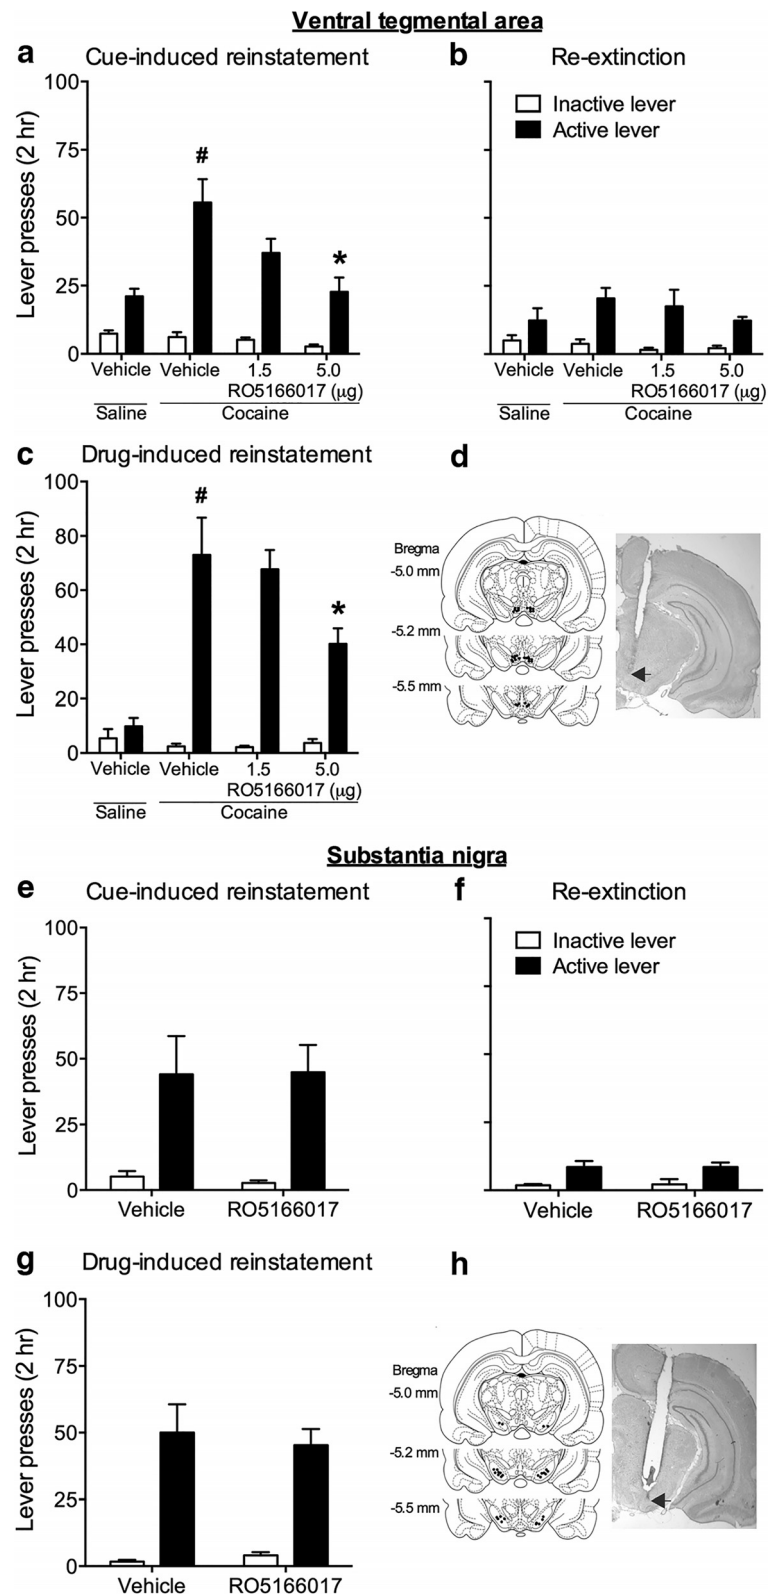 Ventral tegmental area
a
Cue-induced reinstatement
Lever presses (2 hr)
100
75
50
25
0
#
*
Vehicle
Vehicle
1.5
5.0
RO5166017 (μg)
Saline
Cocaine
b
Re-extinction
Inactive lever
Active lever
Vehicle
Vehicle
1.5
5.0
RO5166017 (μg)
Saline
Cocaine
c
Drug-induced reinstatement
Lever presses (2 hr)
100
80
60
40
20
0
#
*
Vehicle
Vehicle
1.5
5.0
RO5166017 (μg)
Saline
Cocaine
d
Bregma
-5.0 mm
-5.2 mm
-5.5 mm
Substantia nigra
e
Cue-induced reinstatement
Lever presses (2 hr)
100
75
50
25
0
Vehicle
RO5166017
f
Re-extinction
Inactive lever
Active lever
Vehicle
RO5166017
g
Drug-induced reinstatement
Lever presses (2 hr)
100
75
50
25
0
Vehicle
RO5166017
h
Bregma
-5.0 mm
-5.2 mm
-5.5 mm